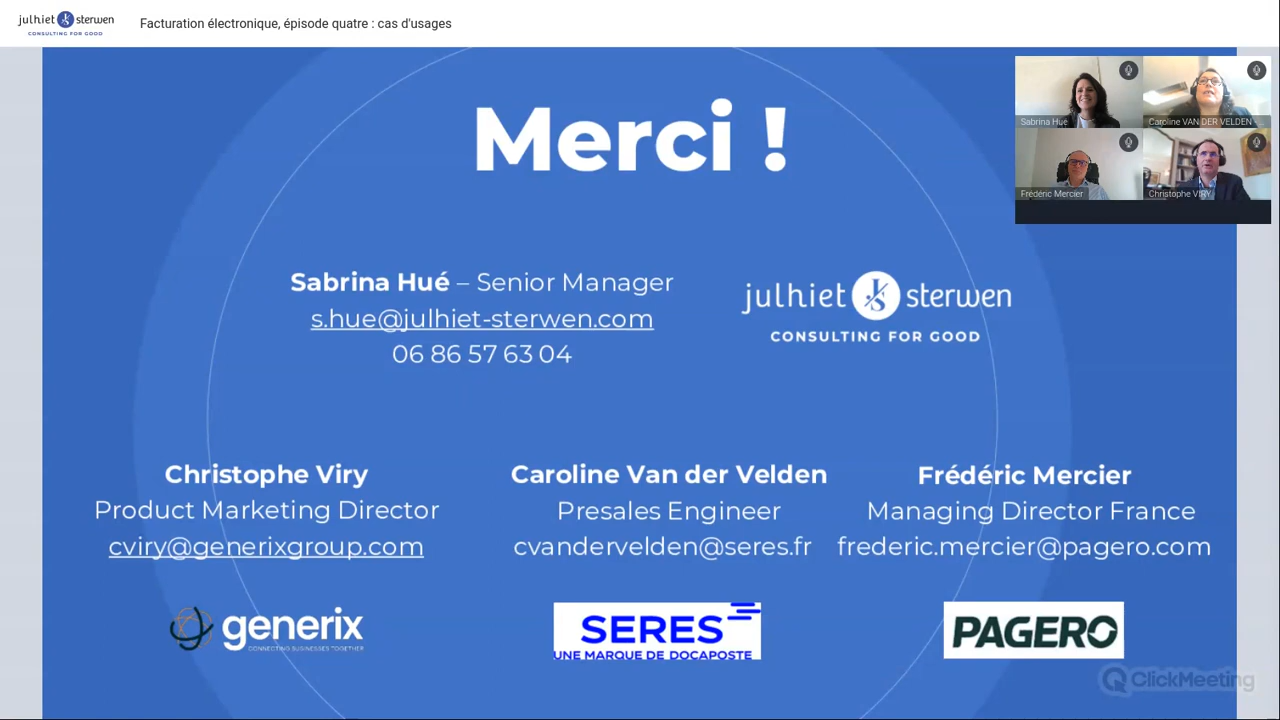 julhiet sterwen
CONSULTING FOR GOOD
Facturation électronique, épisode quatre : cas d'usages
Merci !
Sabrina Hué
Caroline VAN DER VELDEN -...
Frédéric Mercier
Christophe VIRY
Sabrina Hué – Senior Manager
s.hue@julhiet-sterwen.com
06 86 57 63 04
julhiet sterwen
CONSULTING FOR GOOD
Christophe Viry
Product Marketing Director
cviry@generixgroup.com
Caroline Van der Velden
Presales Engineer
cvandervelden@seres.fr
Frédéric Mercier
Managing Director France
frederic.mercier@pagero.com
generix
CONNECTING BUSINESSES TOGETHER
SERES
UNE MARQUE DE DOCAPOSTE
PAGERO
ClickMeeting